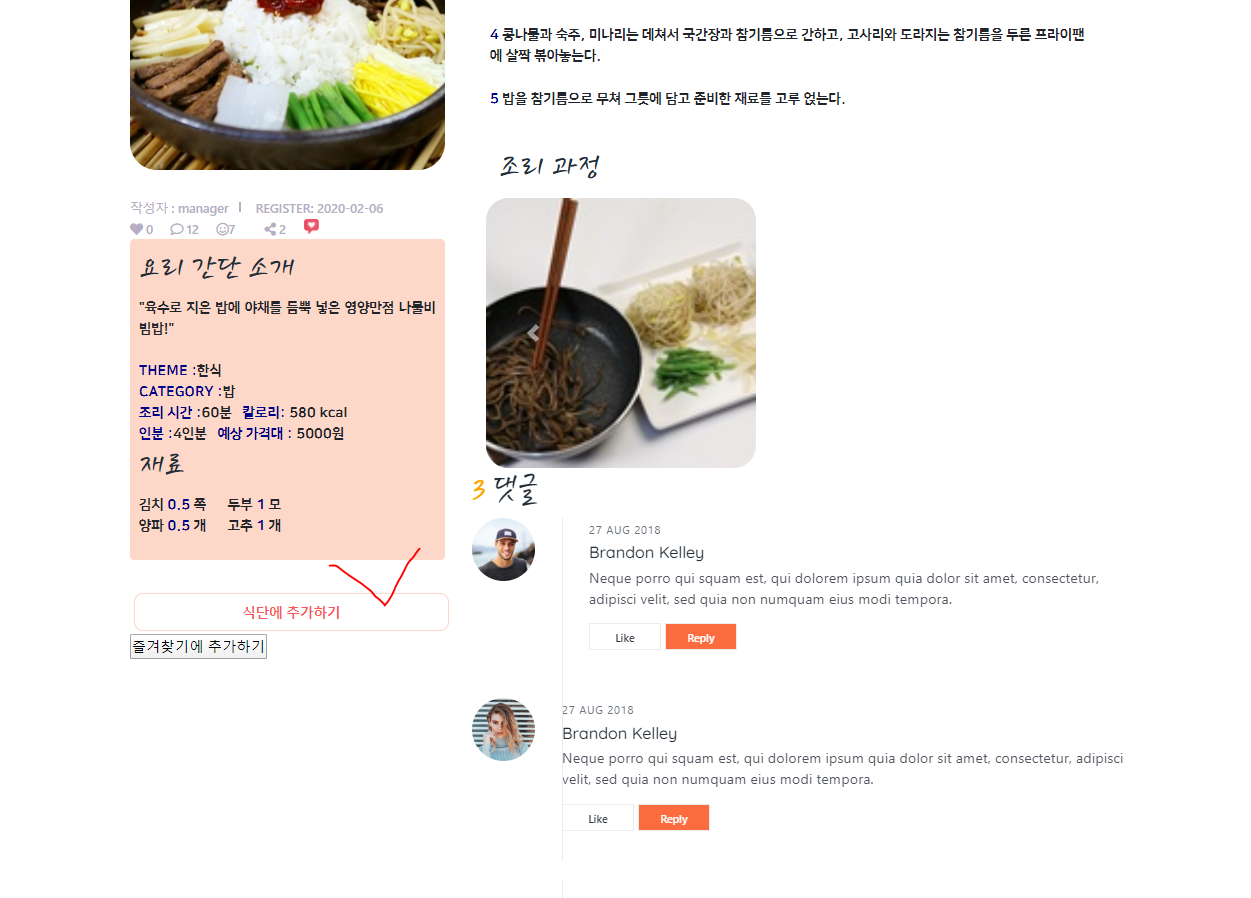 4 콩나물과 숙주, 미나리는 데쳐서 국간장과 참기름으로 간하고, 고사리와 도라지는 참기름을 두른 프라이팬
에 살짝 볶아놓는다.
5 밥을 참기름으로 무쳐 그릇에 담고 준비한 재료를 고루 얹는다.
조리 과정
작성자 : manager | REGISTER: 2020-02-06
0 12 7 2
요리 간단 소개
"육수로 지은 밥에 야채를 듬뿍 넣은 영양만점 나물비
빔밥!"
THEME :한식
CATEGORY :밥
조리 시간 :60분 칼로리: 580 kcal
인분 :4인분 예상 가격대 : 5000원
재료
김치 0.5 쪽 두부 1 모
양파 0.5 개 고추 1 개
식단에 추가하기
즐겨찾기에 추가하기
3 댓글
27 AUG 2018
Brandon Kelley
Neque porro qui squam est, qui dolorem ipsum quia dolor sit amet, consectetur,
adipisci velit, sed quia non numquam eius modi tempora.
Like Reply
27 AUG 2018
Brandon Kelley
Neque porro qui squam est, qui dolorem ipsum quia dolor sit amet, consectetur, adipisci
velit, sed quia non numquam eius modi tempora.
Like Reply